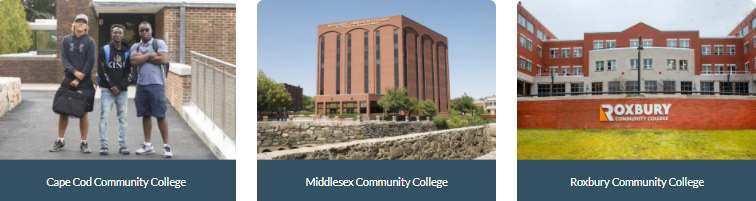 Cape Cod Community College
Middlesex Community College
ROXBURY
COMMUNITY COLLEGE
Roxbury Community College